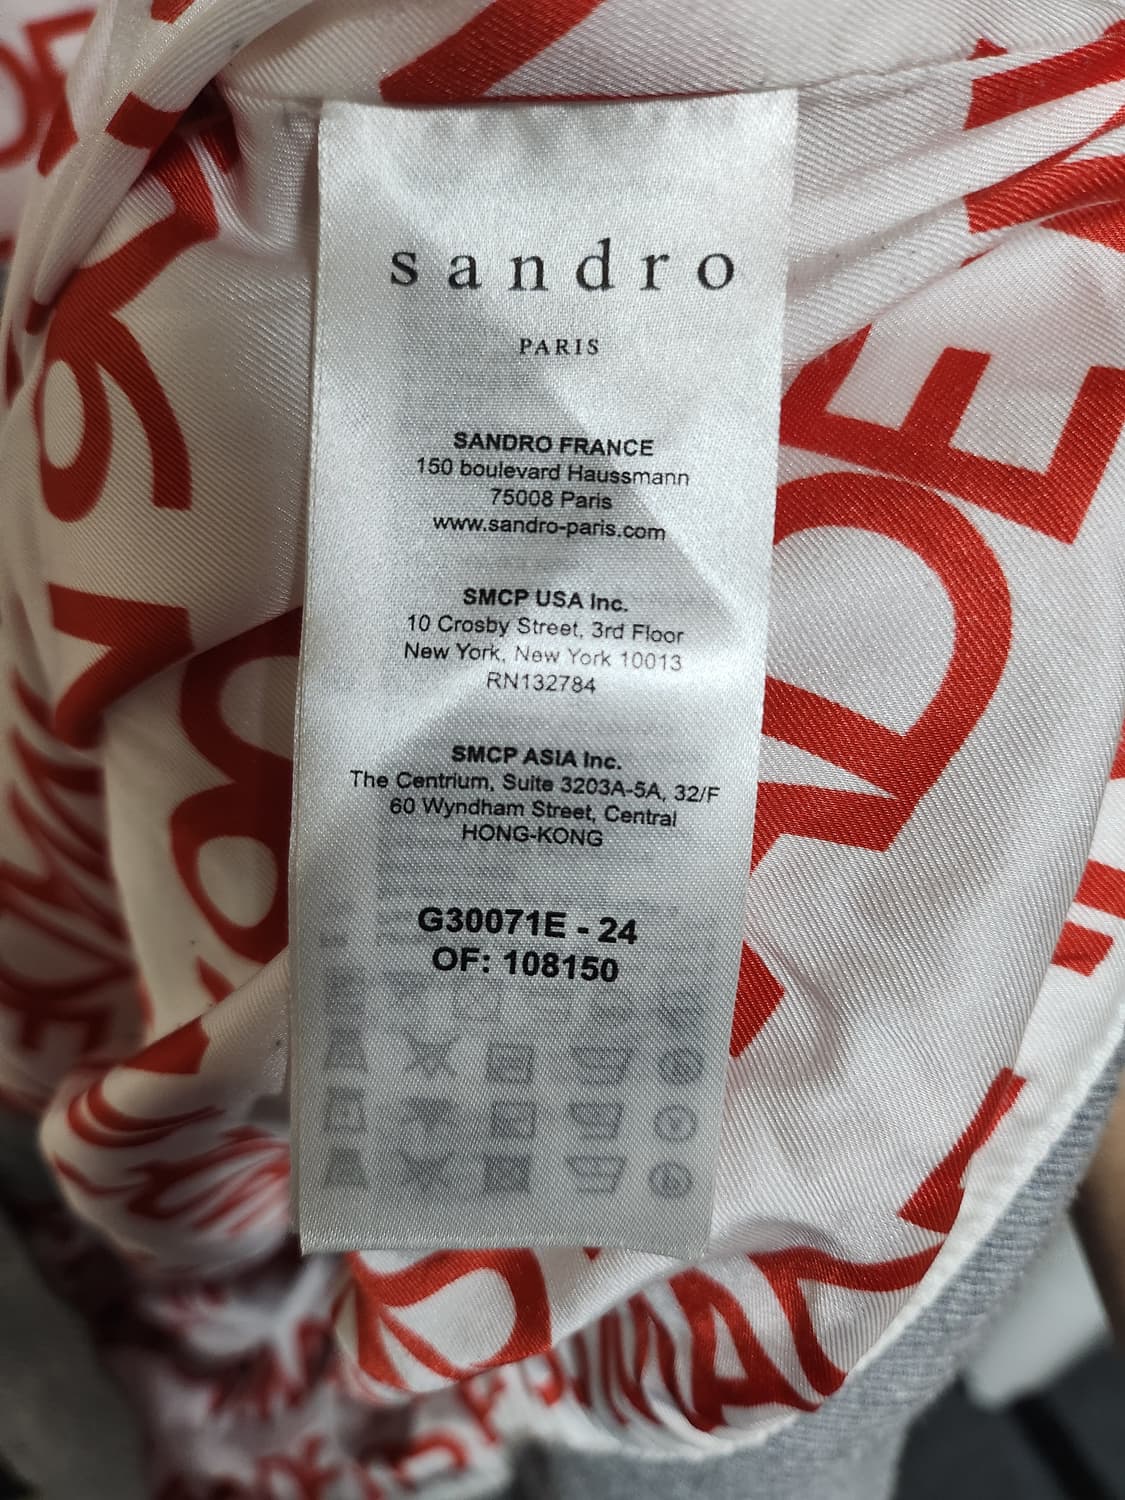 sandro
PARIS
SANDRO FRANCE
150 boulevard Haussmann
75008 Paris
www.sandro-paris.com
SMCP USA Inc.
10 Crosby Street, 3rd Floor
New York, New York 10013
RN132784
SMCP ASIA Inc.
The Centrium, Suite 3203A-5A, 32/F
60 Wyndham Street, Central
HONG-KONG
G30071E - 24
OF: 108150